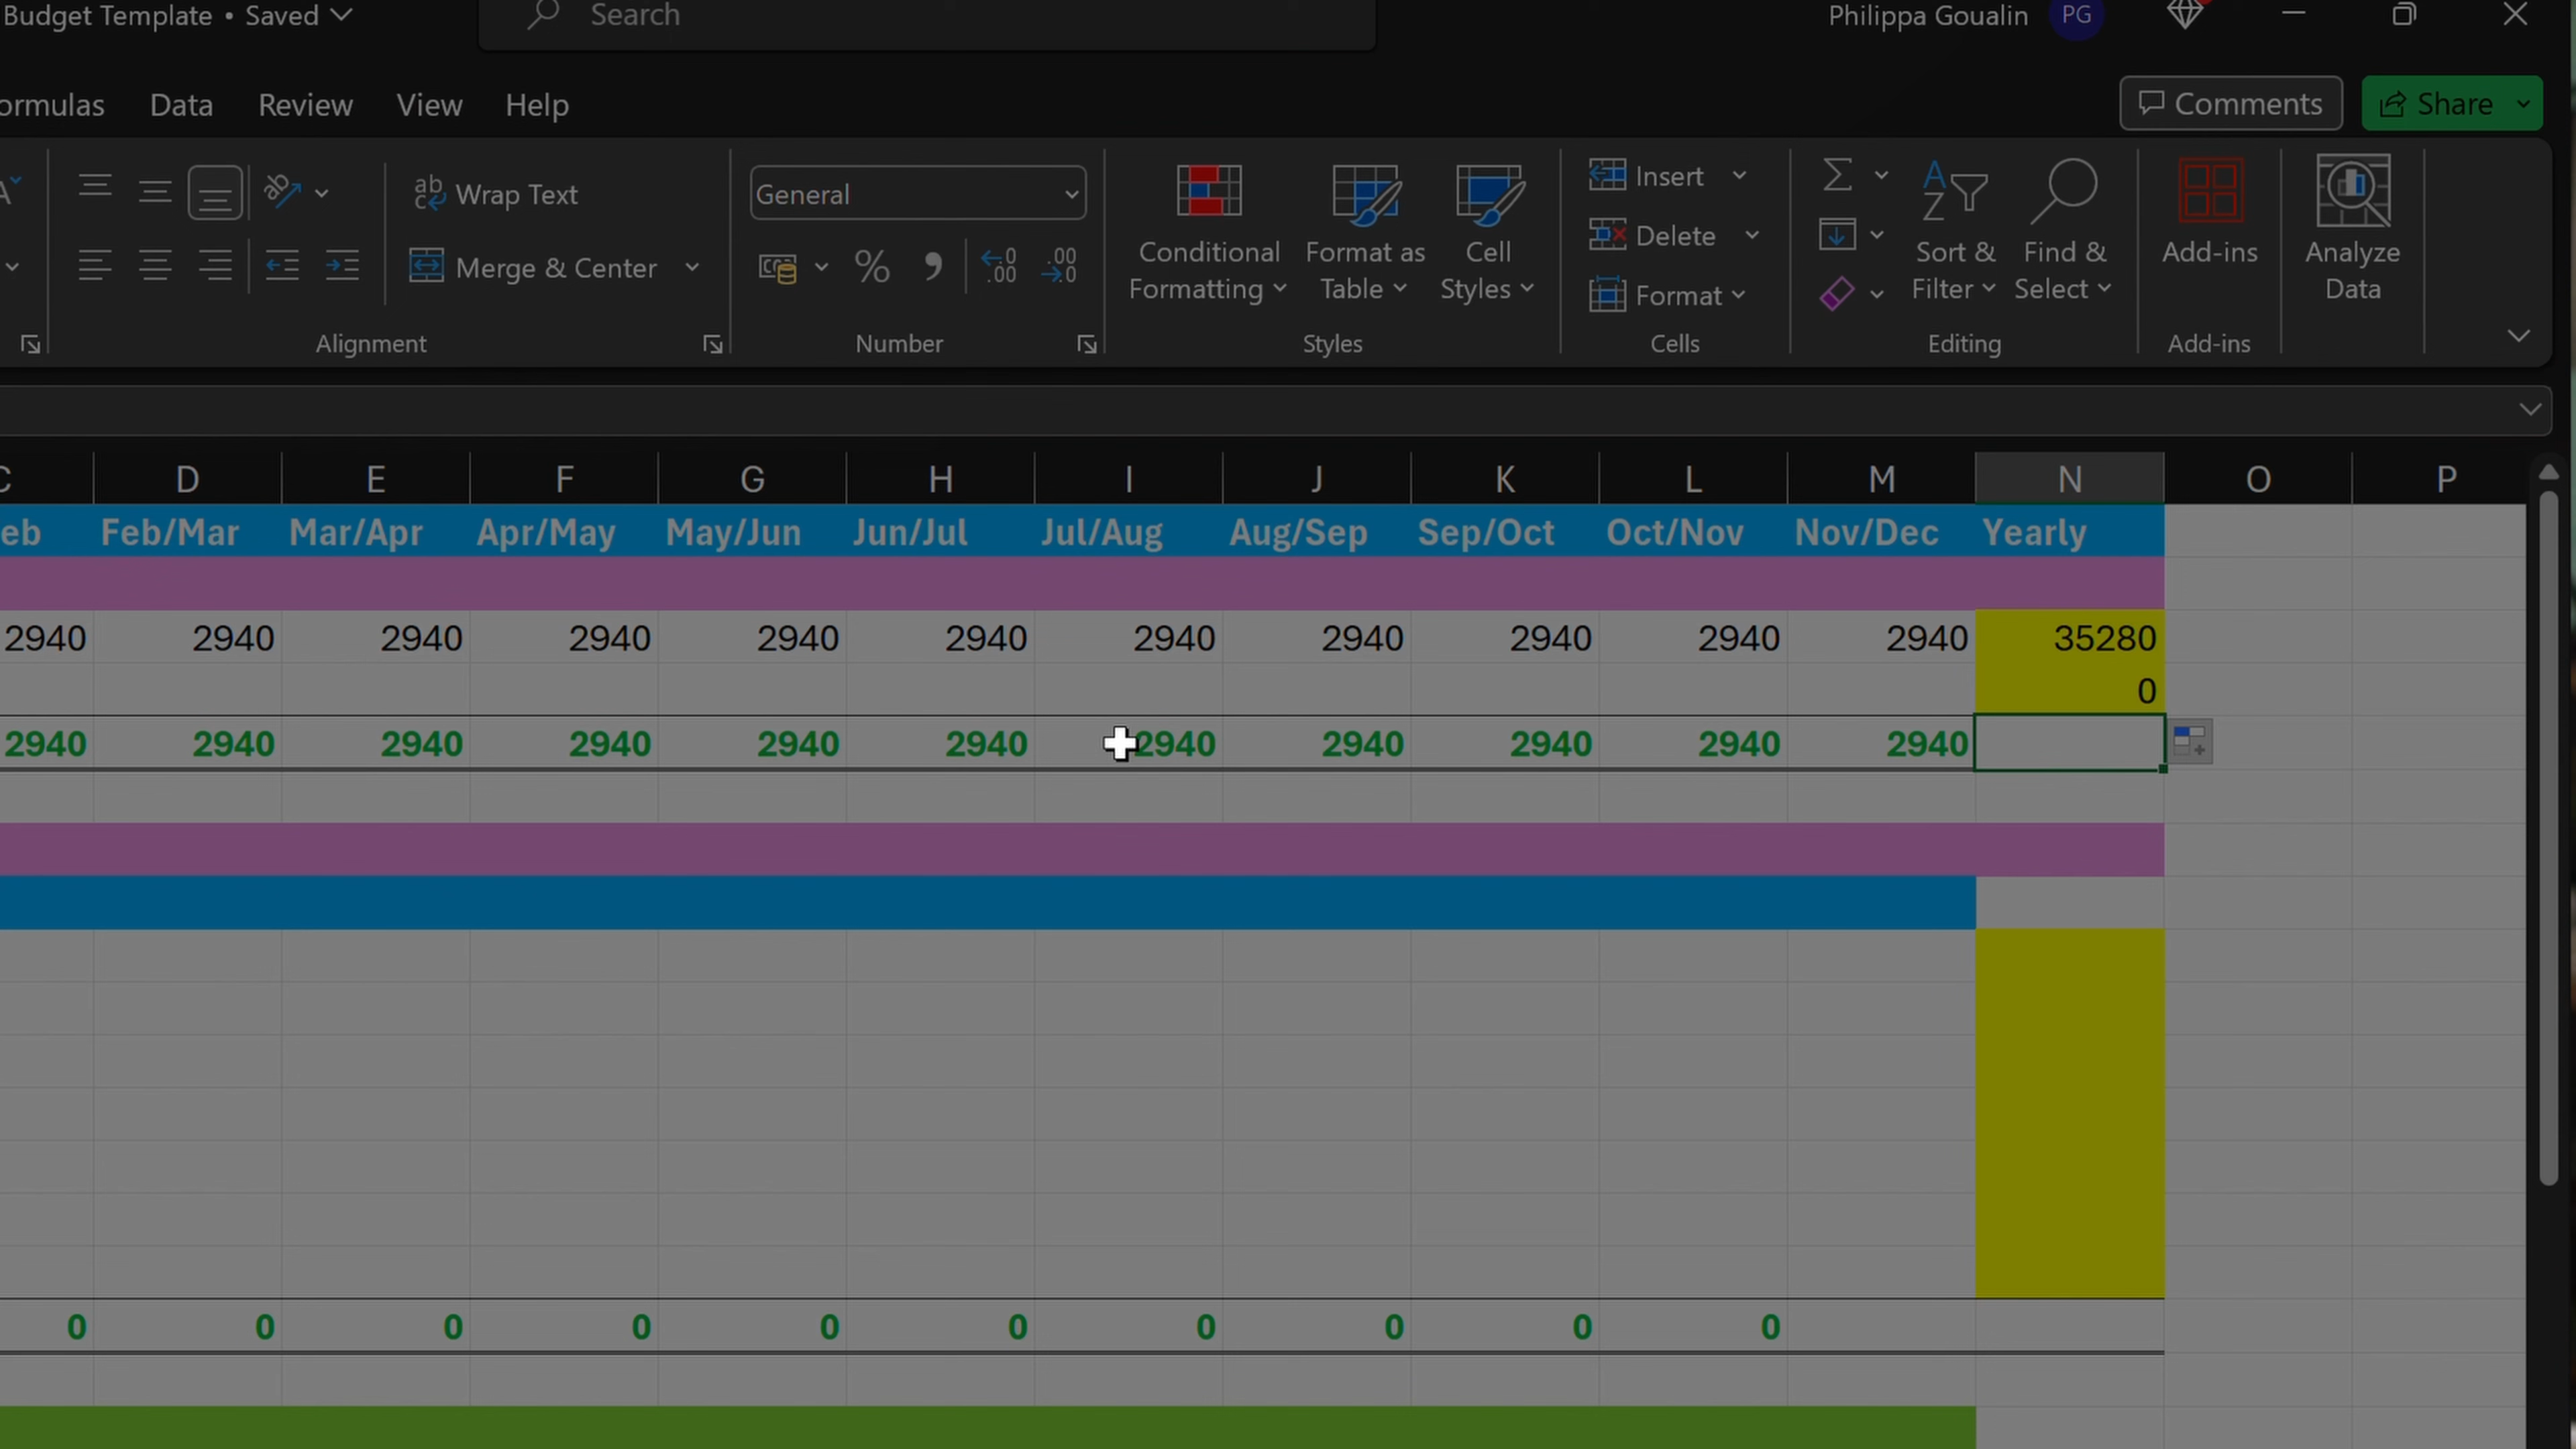 Budget Template • Saved
Search
Philippa Goualin
PG
ormulas
Data
Review
View
Help
Comments
Share
Wrap Text
General
Merge & Center
%
Conditional Formatting
Format as Table
Cell Styles
Insert
Delete
Format
Sort & Filter
Find & Select
Add-ins
Analyze Data
Alignment
Number
Styles
Cells
Editing
Add-ins
C D E F G H I J K L M N O P
eb Feb/Mar Mar/Apr Apr/May May/Jun Jun/Jul Jul/Aug Aug/Sep Sep/Oct Oct/Nov Nov/Dec Yearly
2940 2940 2940 2940 2940 2940 2940 2940 2940 2940 2940 35280
0
2940 2940 2940 2940 2940 2940 2940 2940 2940 2940 2940
0 0 0 0 0 0 0 0 0 0